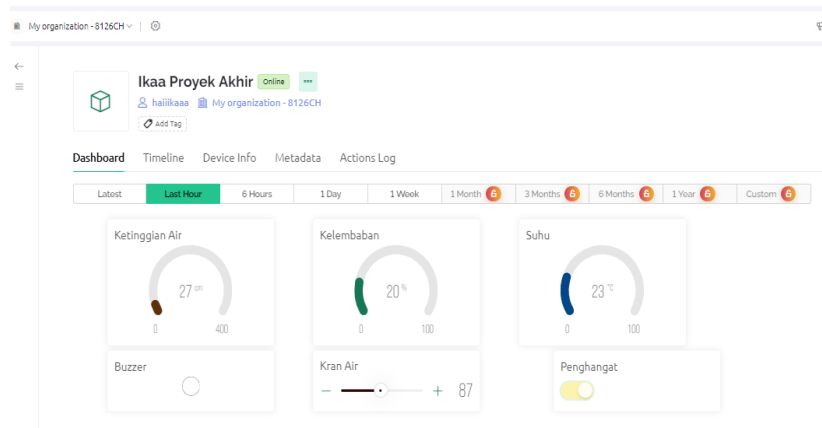 My organization - 8126CH
Ikaa Proyek Akhir Online
haiiikaaa My organization - 8126CH
Add Tag
Dashboard Timeline Device Info Metadata Actions Log
Latest Last Hour 6 Hours 1 Day 1 Week 1 Month 3 Months 6 Months 1 Year Custom
Ketinggian Air Kelembaban Suhu
27 cm 20 % 23 °C
0 400 0 100 0 100
Buzzer Kran Air Penghangat
− + 87